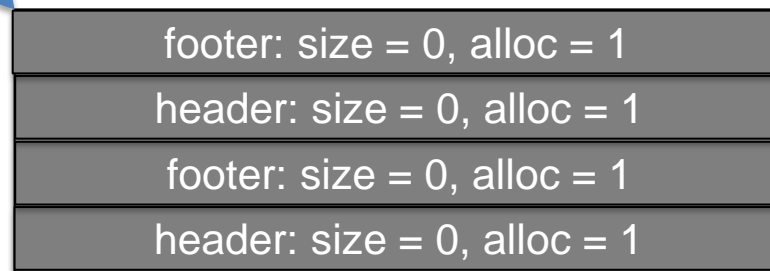 footer: size = 0, alloc = 1
header: size = 0, alloc = 1
footer: size = 0, alloc = 1
header: size = 0, alloc = 1